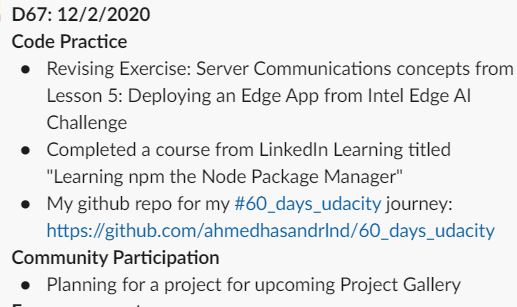 D67: 12/2/2020
Code Practice
● Revising Exercise: Server Communications concepts from
Lesson 5: Deploying an Edge App from Intel Edge AI
Challenge
● Completed a course from LinkedIn Learning titled
"Learning npm the Node Package Manager"
● My github repo for my #60_days_udacity journey:
https://github.com/ahmedhasandrlnd/60_days_udacity
Community Participation
● Planning for a project for upcoming Project Gallery